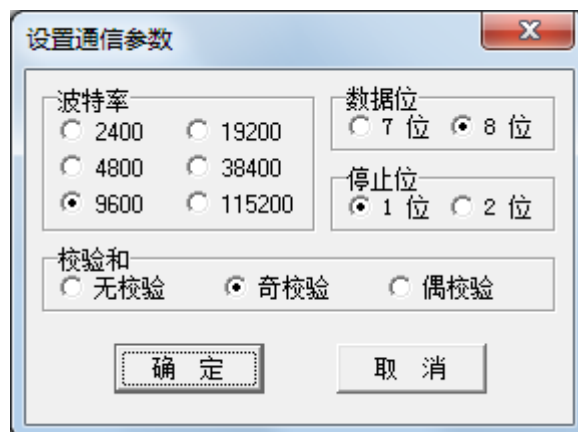 设置通信参数
波特率
2400 19200
4800 38400
9600 115200
数据位
7 位 8 位
停止位
1 位 2 位
校验和
无校验 奇校验 偶校验
确 定 取 消